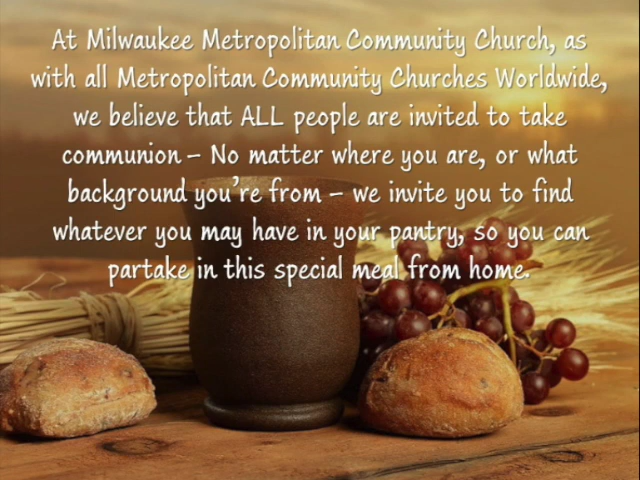 At Milwaukee Metropolitan Community Church, as
with all Metropolitan Community Churches Worldwide,
we believe that ALL people are invited to take
communion – No matter where you are, or what
background you're from – we invite you to find
whatever you may have in your pantry, so you can
partake in this special meal from home.